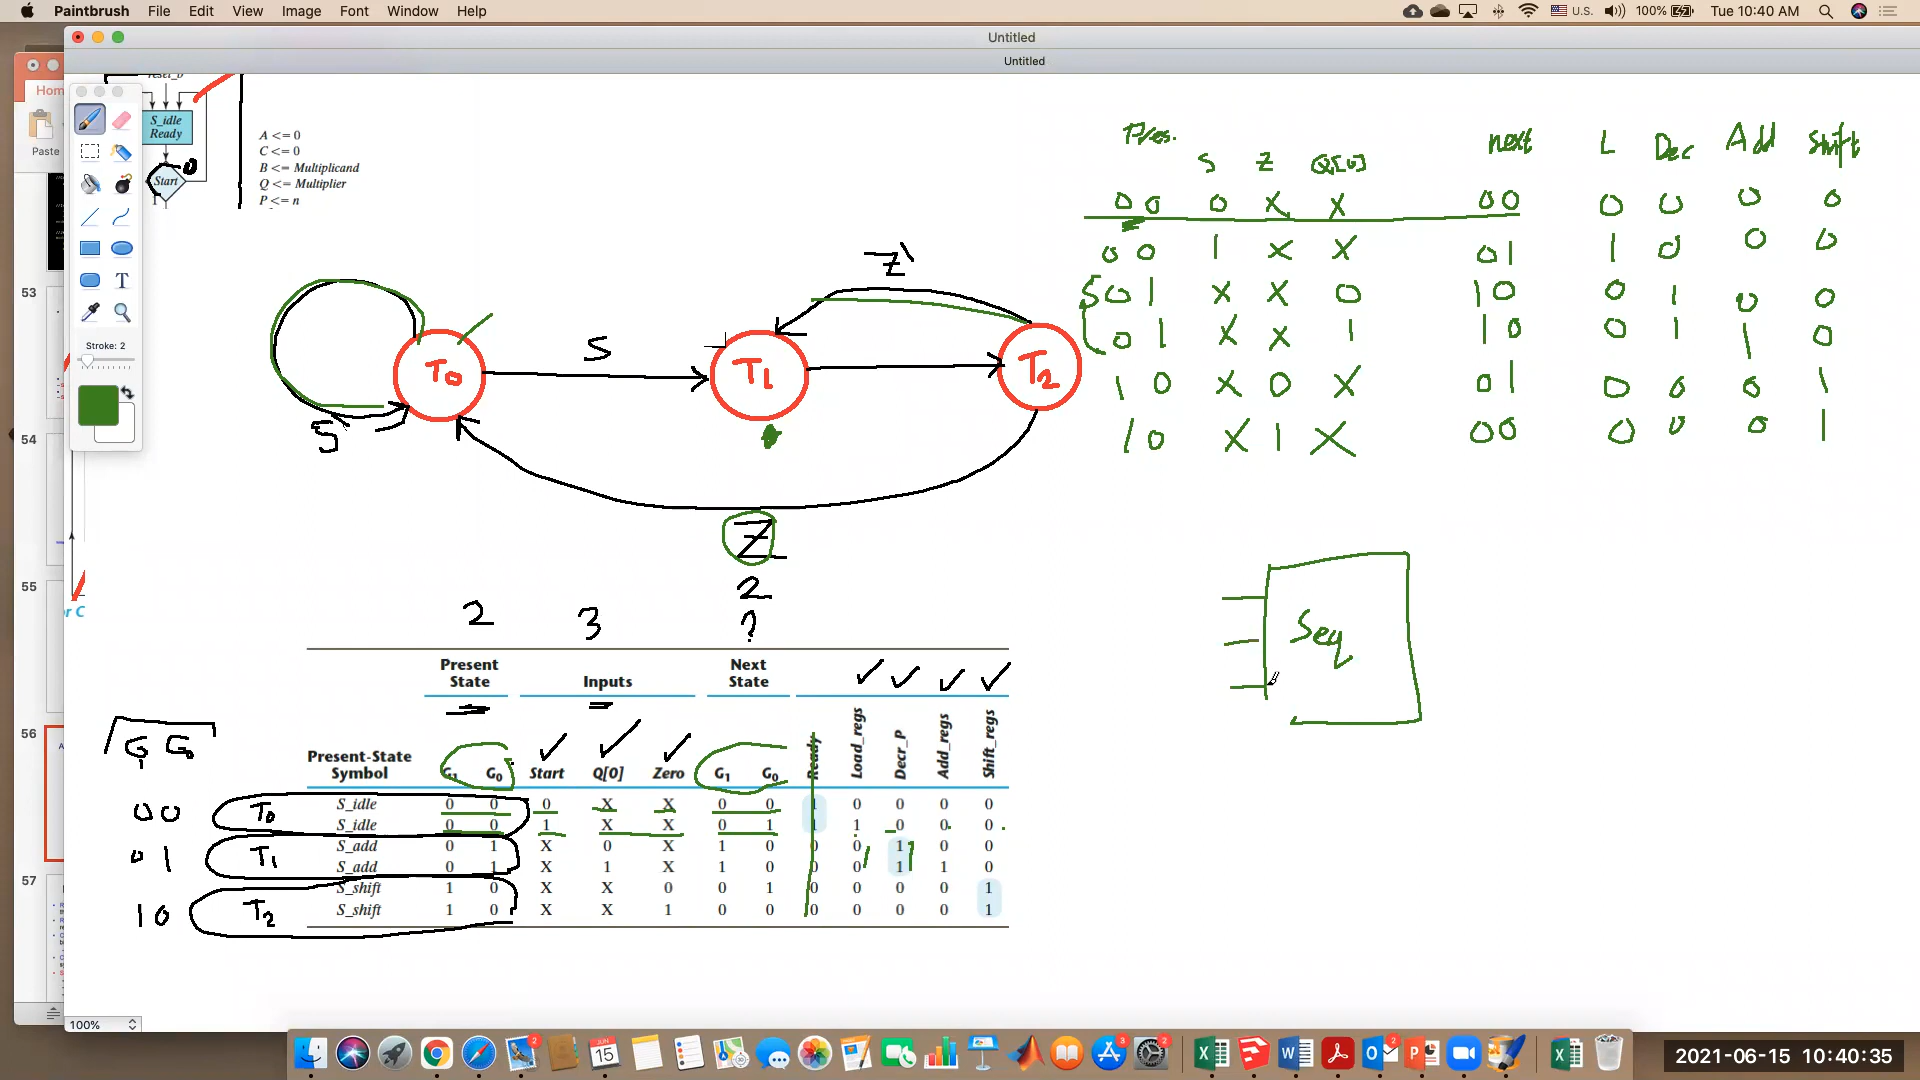 Paintbrush File Edit View Image Font Window Help
U.S. 100% Tue 10:40 AM
Untitled
Untitled
Hom
Paste
reset_b
S_idle
Ready
Start
0
1
A <= 0
C <= 0
B <= Multiplicand
Q <= Multiplier
P <= n
Stroke: 2
53
54
55
56
57
or C
Pres. S Z Q[0] next L Dec Add Shift
00 0 X X 00 0 0 0 0
00 1 X X 01 1 0 0 0
01 X X 0 10 0 1 0 0
01 X X 1 10 0 1 1 0
10 X 0 X 01 0 0 0 1
10 X 1 X 00 0 0 0 1
Z'
T0 S T1 T2
S'
Z
2
?
2 3
Seq
Present State Inputs Next State
Present-State Symbol G1 G0 Start Q[0] Zero G1 G0 Ready Load_regs Decr_P Add_regs Shift_regs
G1 G0
00 T0
01 T1
10 T2
S_idle 0 0 0 X X 0 0 1 0 0 0 0
S_idle 0 0 1 X X 0 1 1 1 0 0 0
S_add 0 1 X 0 X 1 0 0 0 1 0 0
S_add 0 1 X 1 X 1 0 0 0 1 1 0
S_shift 1 0 X X 0 0 1 0 0 0 0 1
S_shift 1 0 X X 1 0 0 0 0 0 0 1
100%
JUN
15
2021-06-15 10:40:35